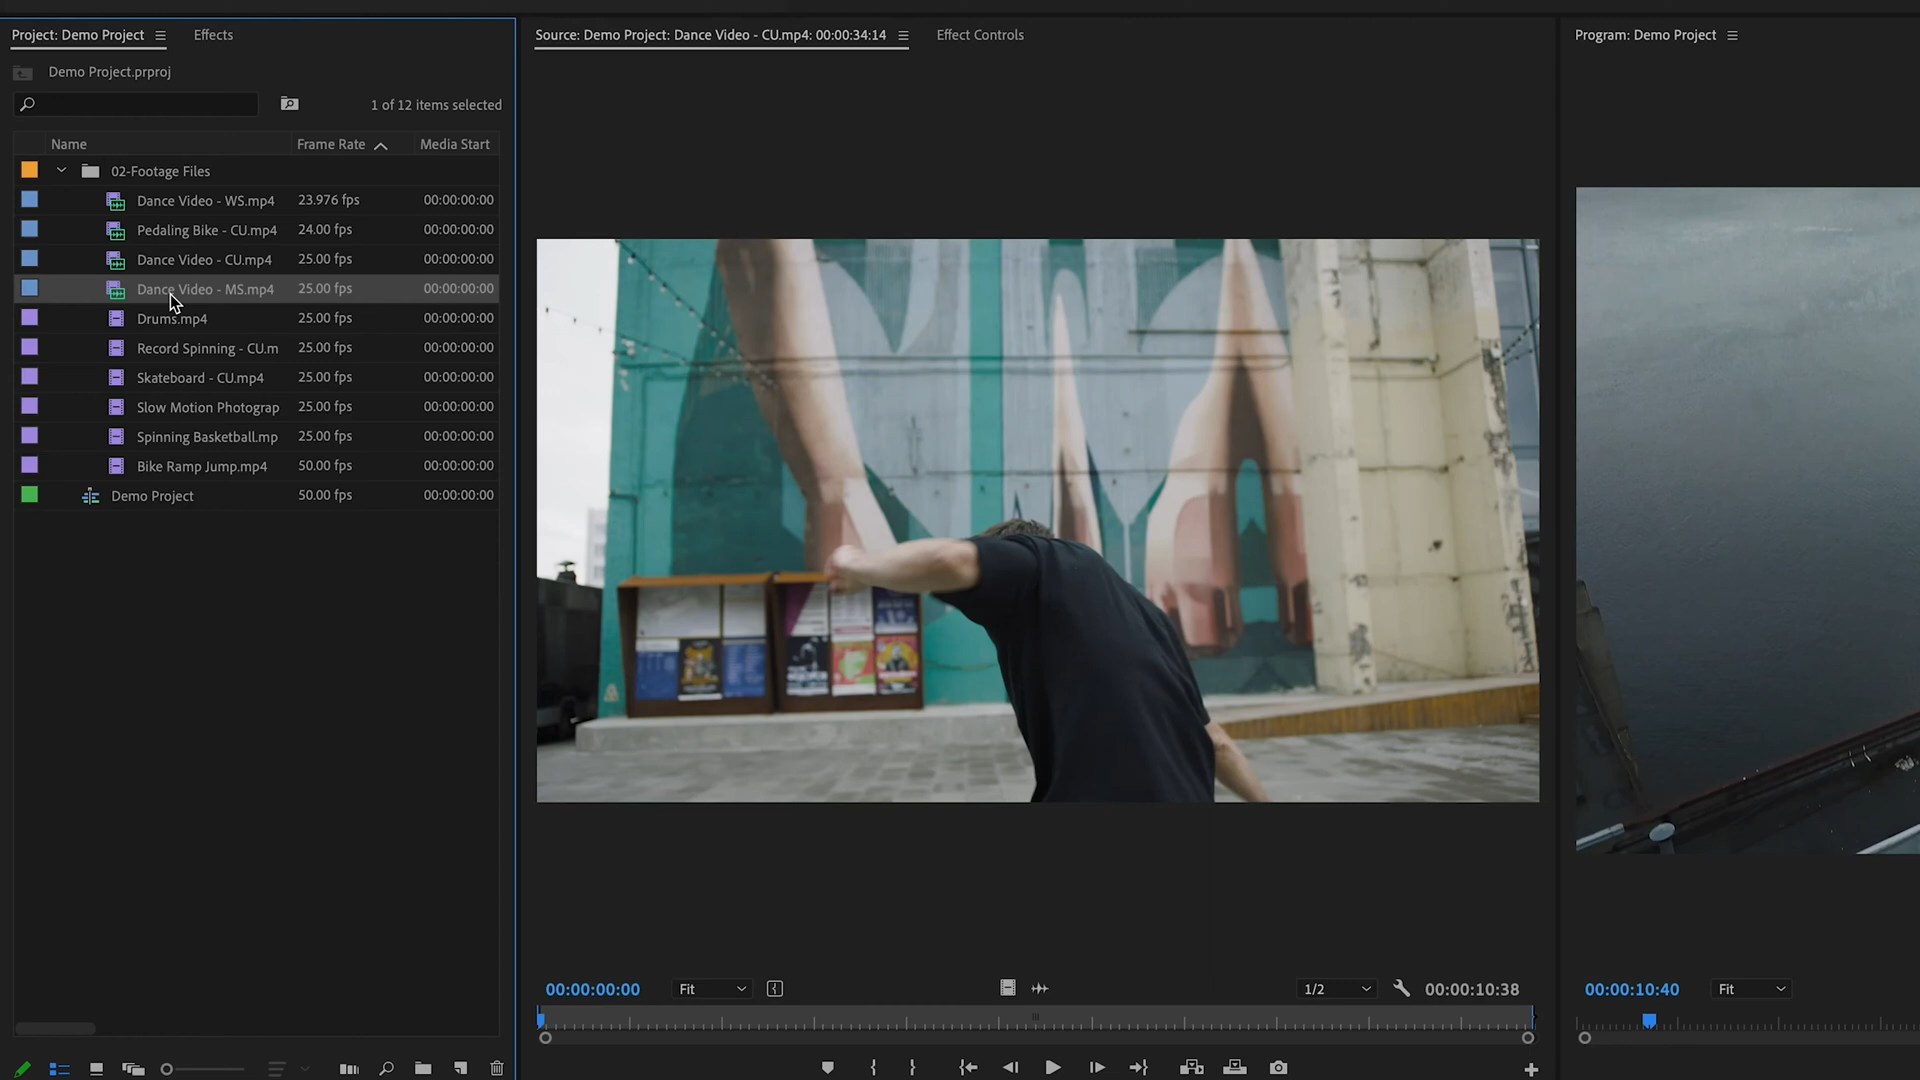 Project: Demo Project
Effects
Source: Demo Project: Dance Video - CU.mp4: 00:00:34:14
Effect Controls
Program: Demo Project
Demo Project.prproj
1 of 12 items selected
Name Frame Rate Media Start
02-Footage Files
Dance Video - WS.mp4 23.976 fps 00:00:00:00
Pedaling Bike - CU.mp4 24.00 fps 00:00:00:00
Dance Video - CU.mp4 25.00 fps 00:00:00:00
Dance Video - MS.mp4 25.00 fps 00:00:00:00
Drums.mp4 25.00 fps 00:00:00:00
Record Spinning - CU.m 25.00 fps 00:00:00:00
Skateboard - CU.mp4 25.00 fps 00:00:00:00
Slow Motion Photograp 25.00 fps 00:00:00:00
Spinning Basketball.mp 25.00 fps 00:00:00:00
Bike Ramp Jump.mp4 50.00 fps 00:00:00:00
Demo Project 50.00 fps 00:00:00:00
00:00:00:00 Fit 1/2 00:00:10:38
00:00:10:40 Fit